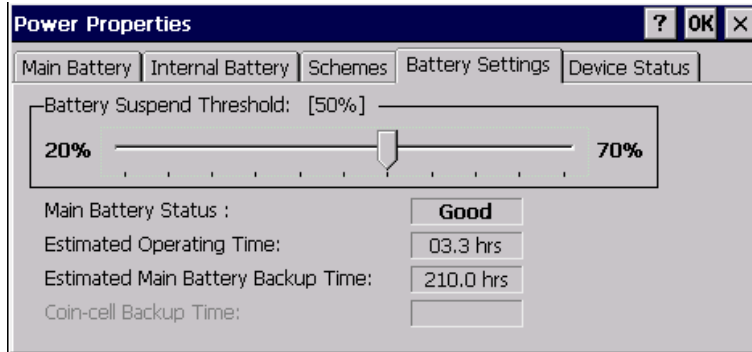 Power Properties ? OK ×
Main Battery Internal Battery Schemes Battery Settings Device Status
Battery Suspend Threshold: [50%]
20% 70%
Main Battery Status : Good
Estimated Operating Time: 03.3 hrs
Estimated Main Battery Backup Time: 210.0 hrs
Coin-cell Backup Time: